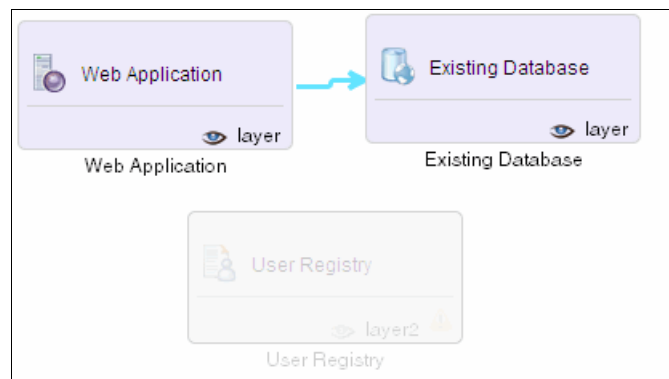 Web Application
Existing Database
layer
layer
Web Application
Existing Database
User Registry
layer2
User Registry